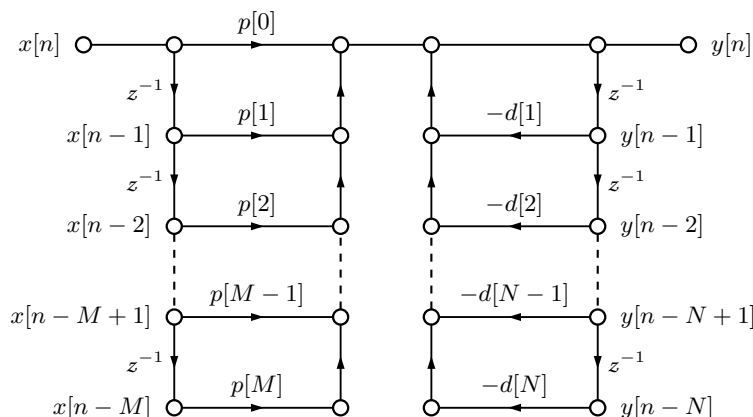 x[n] p[0] y[n]
z⁻¹ z⁻¹
x[n − 1] p[1] −d[1] y[n − 1]
z⁻¹ z⁻¹
x[n − 2] p[2] −d[2] y[n − 2]
x[n − M + 1] p[M − 1] −d[N − 1] y[n − N + 1]
z⁻¹ z⁻¹
x[n − M] p[M] −d[N] y[n − N]